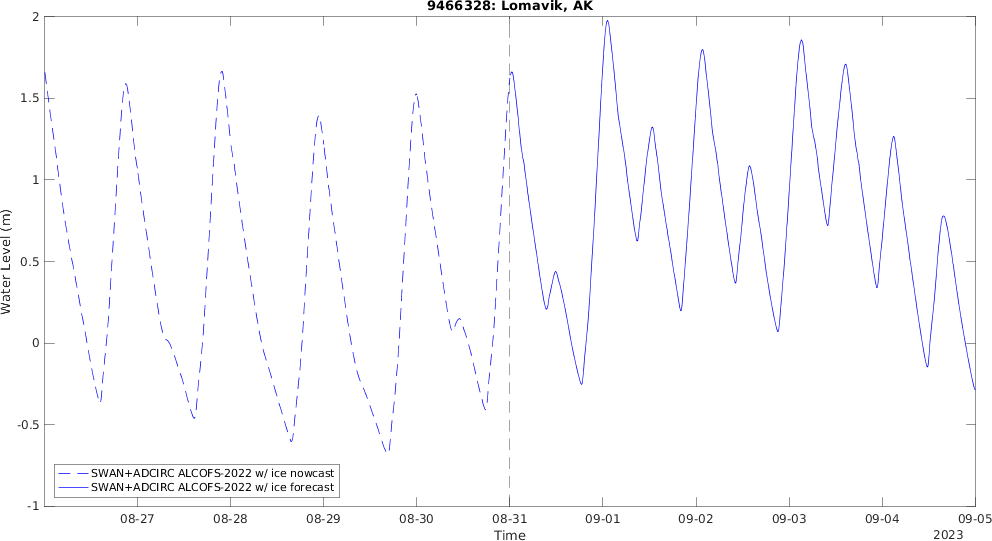 9466328: Lomavik, AK
Water Level (m)
2
1.5
1
0.5
0
-0.5
-1
SWAN+ADCIRC ALCOFS-2022 w/ ice nowcast
SWAN+ADCIRC ALCOFS-2022 w/ ice forecast
08-27 08-28 08-29 08-30 08-31 09-01 09-02 09-03 09-04 09-05
Time
2023